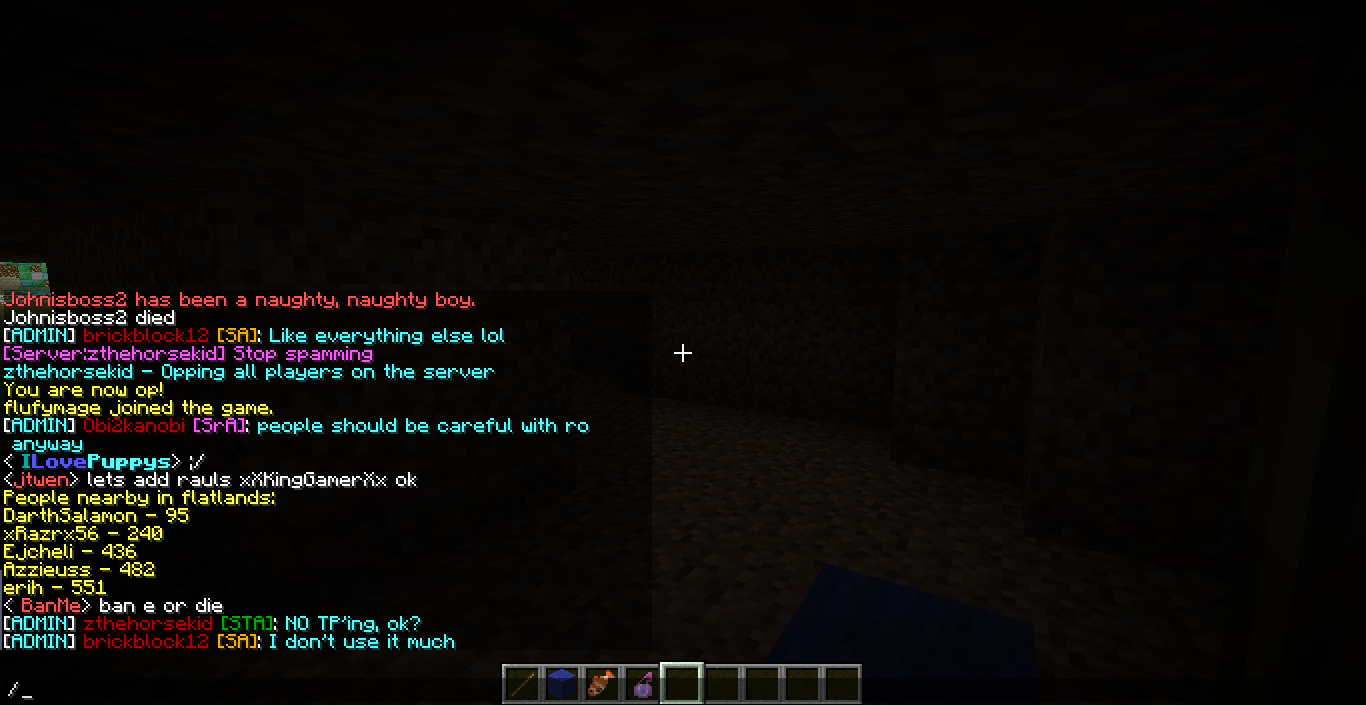 Johnisboss2 has been a naughty, naughty boy.
Johnisboss2 died
[ADMIN] brickblock12 [SA]: Like everything else lol
[Server:zthehorsekid] Stop spamming
zthehorsekid - Opping all players on the server
You are now op!
flufymage joined the game.
[ADMIN] Obi2kanobi [SrA]: people should be careful with ro
anyway
< ILovePuppys> ;/
<jtwen> lets add rauls xXKingGamerXx ok
People nearby in flatlands:
DarthSalamon - 95
xRazrx56 - 240
Ejcheli - 436
Azzieuss - 482
erih - 551
< BanMe> ban e or die
[ADMIN] zthehorsekid [STA]: NO TP'ing, ok?
[ADMIN] brickblock12 [SA]: I don't use it much
/_